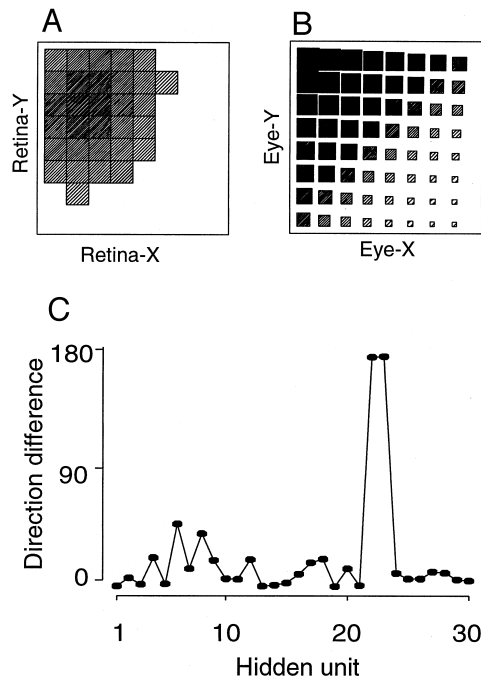 A
B
Retina-Y
Retina-X
Eye-Y
Eye-X
C
Direction difference
180
90
0
1 10 20 30
Hidden unit